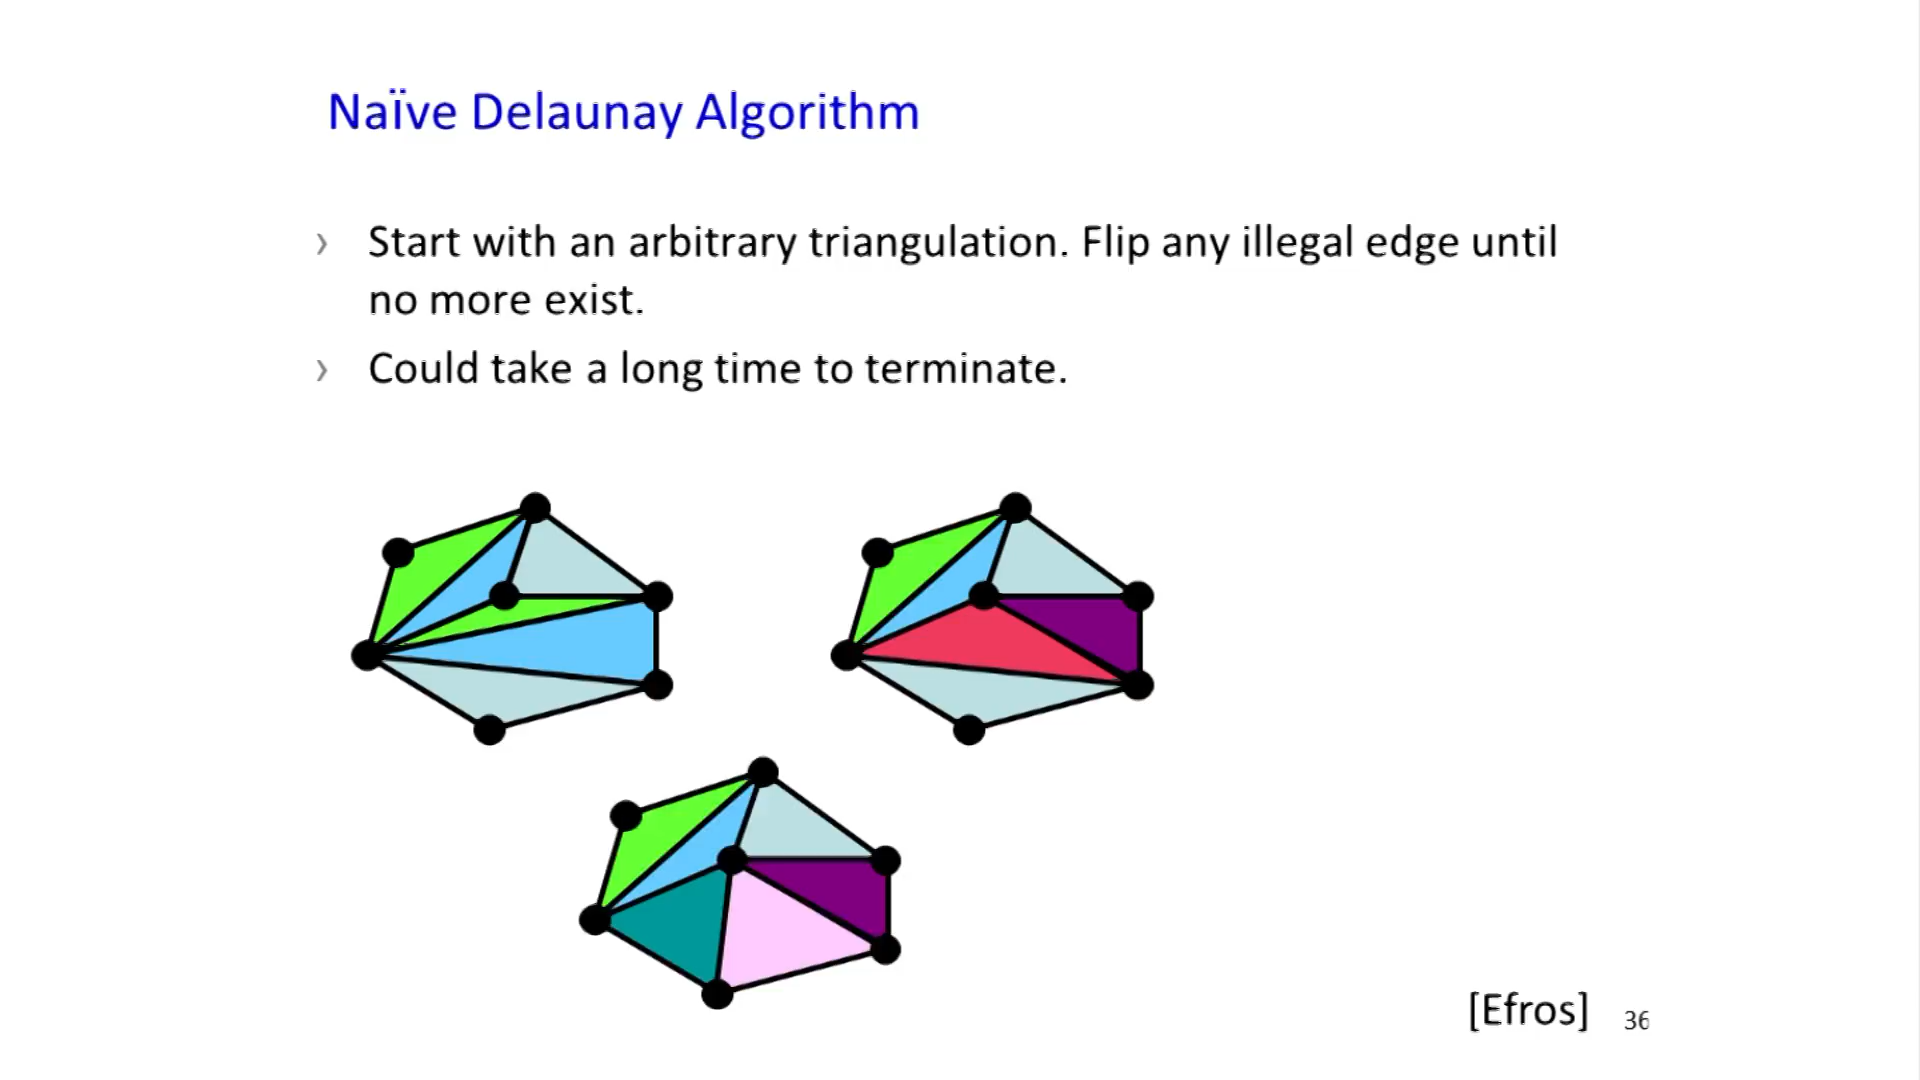 Naïve Delaunay Algorithm
› Start with an arbitrary triangulation. Flip any illegal edge until
no more exist.
› Could take a long time to terminate.
[Efros]
36